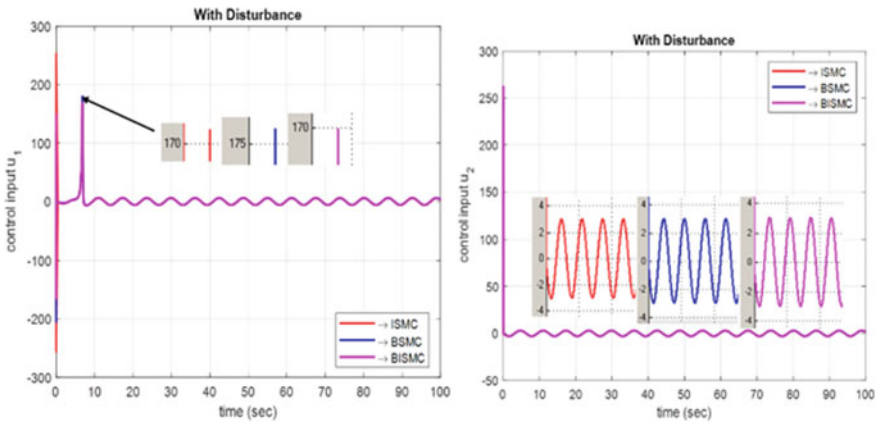 With Disturbance
control input u1
300
200
100
0
-100
-200
-300
170
175
170
→ ISMC
→ BSMC
→ BISMC
0 10 20 30 40 50 60 70 80 90 100
time (sec)
With Disturbance
control input u2
300
250
200
150
100
50
0
-50
→ ISMC
→ BSMC
→ BISMC
4
2
0
-2
-4
4
2
0
-2
-4
4
2
0
-2
-4
0 10 20 30 40 50 60 70 80 90 100
time (sec)